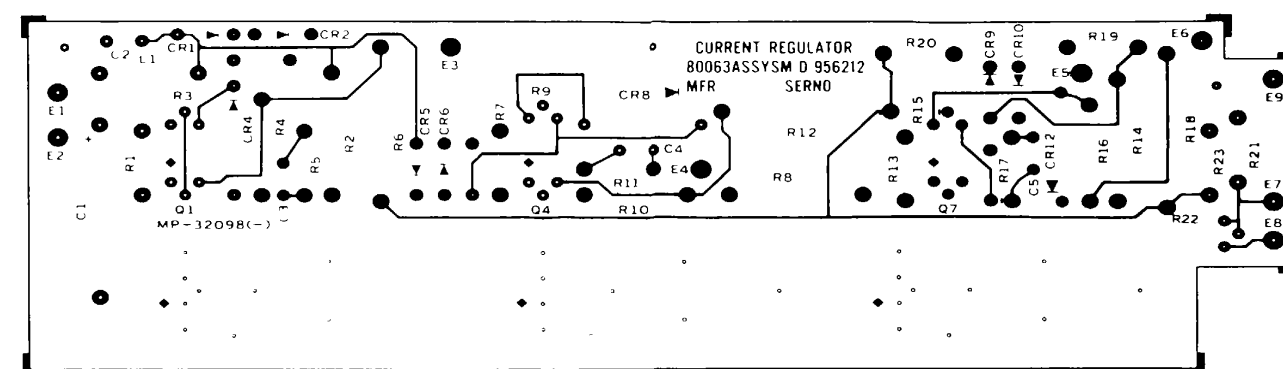 C2
L1
CR1
CR2
E3
CURRENT REGULATOR
80063ASSYSM D 956212
MFR SERNO
R20
CR9
CR10
R19
E6
E1
E2
R3
CR4
R4
R1
R5
R2
R6
CR5
CR6
R7
R9
CR8
C4
E4
R11
R10
R12
R8
R13
R15
E5
R17
CR12
C5
R16
R14
R18
R23
R21
E9
E7
E8
R22
C1
Q1
C3
MP-32098(-)
Q4
Q7
+